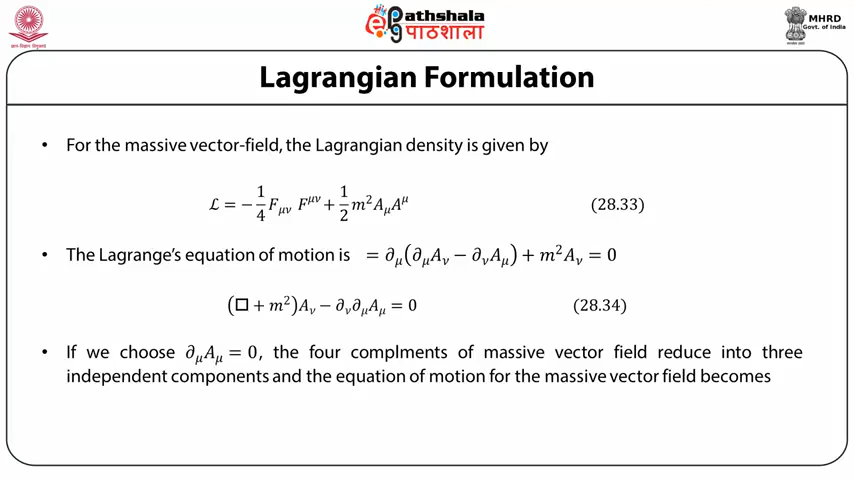 ज्ञान-विज्ञान विमुक्तये
ePathshala
पाठशाला
MHRD
Govt. of India
Lagrangian Formulation
• For the massive vector-field, the Lagrangian density is given by
ℒ = −1/4 F_μν F^μν + 1/2 m²A_μA^μ (28.33)
• The Lagrange's equation of motion is = ∂_μ(∂_μA_ν − ∂_νA_μ) + m²A_ν = 0
(□ + m²)A_ν − ∂_ν∂_μA_μ = 0 (28.34)
• If we choose ∂_μA_μ = 0, the four complments of massive vector field reduce into three
independent components and the equation of motion for the massive vector field becomes